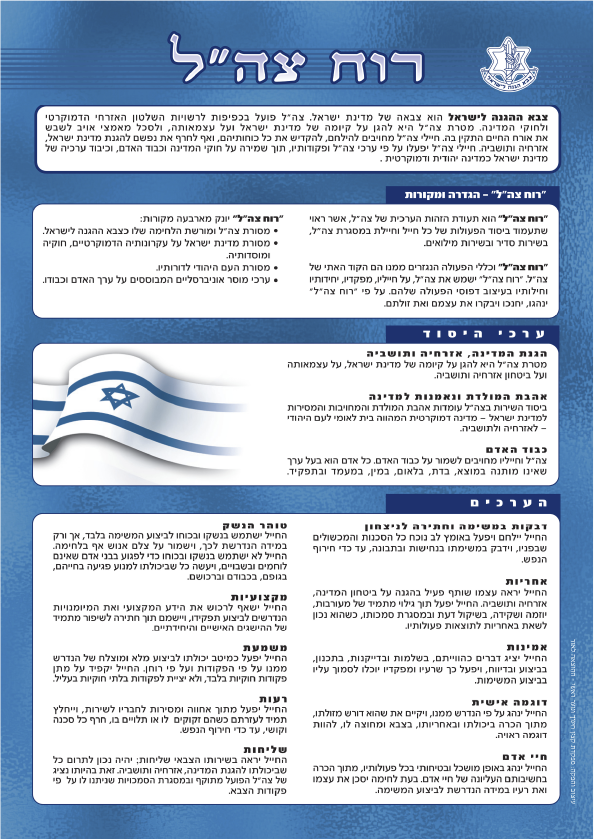 רוח צה״ל
צבא הגנה לישראל
צבא ההגנה לישראל הוא צבאה של מדינת ישראל. צה״ל פועל בכפיפות לרשויות השלטון האזרחי הדמוקרטי
ולחוקי המדינה. מטרת צה״ל היא להגן על קיומה של מדינת ישראל ועל עצמאותה, ולסכל מאמצי אויב לשבש
את אורח החיים התקין בה. חיילי צה״ל מחויבים להילחם, להקדיש את כל כוחותיהם, ואף לחרף את נפשם להגנת מדינת ישראל,
אזרחיה ותושביה. חיילי צה״ל יפעלו על פי ערכי צה״ל ופקודותיו, תוך שמירה על חוקי המדינה וכבוד האדם, וכיבוד ערכיה של
מדינת ישראל כמדינה יהודית ודמוקרטית .
״רוח צה״ל״ – הגדרה ומקורות
״רוח צה״ל״ הוא תעודת הזהות הערכית של צה״ל, אשר ראוי
שתעמוד ביסוד הפעולות של כל חייל וחיילת במסגרת צה״ל,
בשירות סדיר ובשירות מילואים.
״רוח צה״ל״ וכללי הפעולה הנגזרים ממנו הם הקוד האתי של
צה״ל. ״רוח צה״ל״ ישמש את צה״ל, על חייליו, מפקדיו, יחידותיו
וחילותיו בעיצוב דפוסי הפעולה שלהם. על פי ״רוח צה״ל״
ינהגו, יחנכו ויבקרו את עצמם ואת זולתם.
״רוח צה״ל״ יונק מארבעה מקורות:
• מסורת צה״ל ומורשת הלחימה שלו כצבא ההגנה לישראל.
• מסורת מדינת ישראל על עקרונותיה הדמוקרטיים, חוקיה
ומוסדותיה.
• מסורת העם היהודי לדורותיו.
• ערכי מוסר אוניברסליים המבוססים על ערך האדם וכבודו.
ערכי היסוד
הגנת המדינה, אזרחיה ותושביה
מטרת צה״ל היא להגן על קיומה של מדינת ישראל, על עצמאותה
ועל ביטחון אזרחיה ותושביה.
אהבת המולדת ונאמנות למדינה
ביסוד השירות בצה״ל עומדות אהבת המולדת והמחויבות והמסירות
למדינת ישראל – מדינה דמוקרטית המהווה בית לאומי לעם היהודי
– לאזרחיה ולתושביה.
כבוד האדם
צה״ל וחייליו מחויבים לשמור על כבוד האדם. כל אדם הוא בעל ערך
שאינו מותנה במוצא, בדת, בלאום, במין, במעמד ובתפקיד.
הערכים
דבקות במשימה וחתירה לניצחון
החייל יילחם ויפעל באומץ לב נוכח כל הסכנות והמכשולים
שבפניו, וידבק במשימתו בנחישות ובתבונה, עד כדי חירוף
הנפש.
אחריות
החייל יראה עצמו שותף פעיל בהגנה על ביטחון המדינה,
אזרחיה ותושביה. החייל יפעל תוך גילוי מתמיד של מעורבות,
יוזמה ושקידה, בשיקול דעת ובמסגרת סמכותו, כשהוא נכון
לשאת באחריות לתוצאות פעולותיו.
אמינות
החייל יציג דברים כהווייתם, בשלמות ובדייקנות, בתכנון,
בביצוע ובדיווח, ויפעל כך שרעיו ומפקדיו יוכלו לסמוך עליו
בביצוע המשימות.
דוגמה אישית
החייל ינהג על פי הנדרש ממנו, ויקיים את שהוא דורש מזולתו,
מתוך הכרה ביכולתו ובאחריותו, בצבא ומחוצה לו, להוות
דוגמה ראויה.
חיי אדם
החייל ינהג באופן מושכל ובטיחותי בכל פעולותיו, מתוך הכרה
בחשיבותם העליונה של חיי אדם. בעת לחימה יסכן את עצמו
ואת רעיו במידה הנדרשת לביצוע המשימה.
טוהר הנשק
החייל ישתמש בנשקו ובכוחו לביצוע המשימה בלבד, אך ורק
במידה הנדרשת לכך, וישמור על צלם אנוש אף בלחימה.
החייל לא ישתמש בנשקו ובכוחו כדי לפגוע בבני אדם שאינם
לוחמים ובשבויים, ויעשה כל שביכולתו למנוע פגיעה בחייהם,
בגופם, בכבודם וברכושם.
מקצועיות
החייל ישאף לרכוש את הידע המקצועי ואת המיומנויות
הנדרשים לביצוע תפקידו, ויישמם תוך חתירה לשיפור מתמיד
של ההישגים האישיים והיחידתיים.
משמעת
החייל יפעל כמיטב יכולתו לביצוע מלא ומוצלח של הנדרש
ממנו על פי הפקודות ועל פי רוחן. החייל יקפיד על מתן
פקודות חוקיות בלבד, ולא יציית לפקודות בלתי חוקיות בעליל.
רעות
החייל יפעל מתוך אחווה ומסירות לחבריו לשירות, וייחלץ
תמיד לעזרתם כשהם זקוקים לו או תלויים בו, חרף כל סכנה
וקושי, עד כדי חירוף הנפש.
שליחות
החייל יראה בשירותו הצבאי שליחות; יהיה נכון לתרום כל
שביכולתו להגנת המדינה, אזרחיה ותושביה. זאת בהיותו נציג
של צה״ל הפועל מתוקף ובמסגרת הסמכויות שניתנו לו על פי
פקודות הצבא.